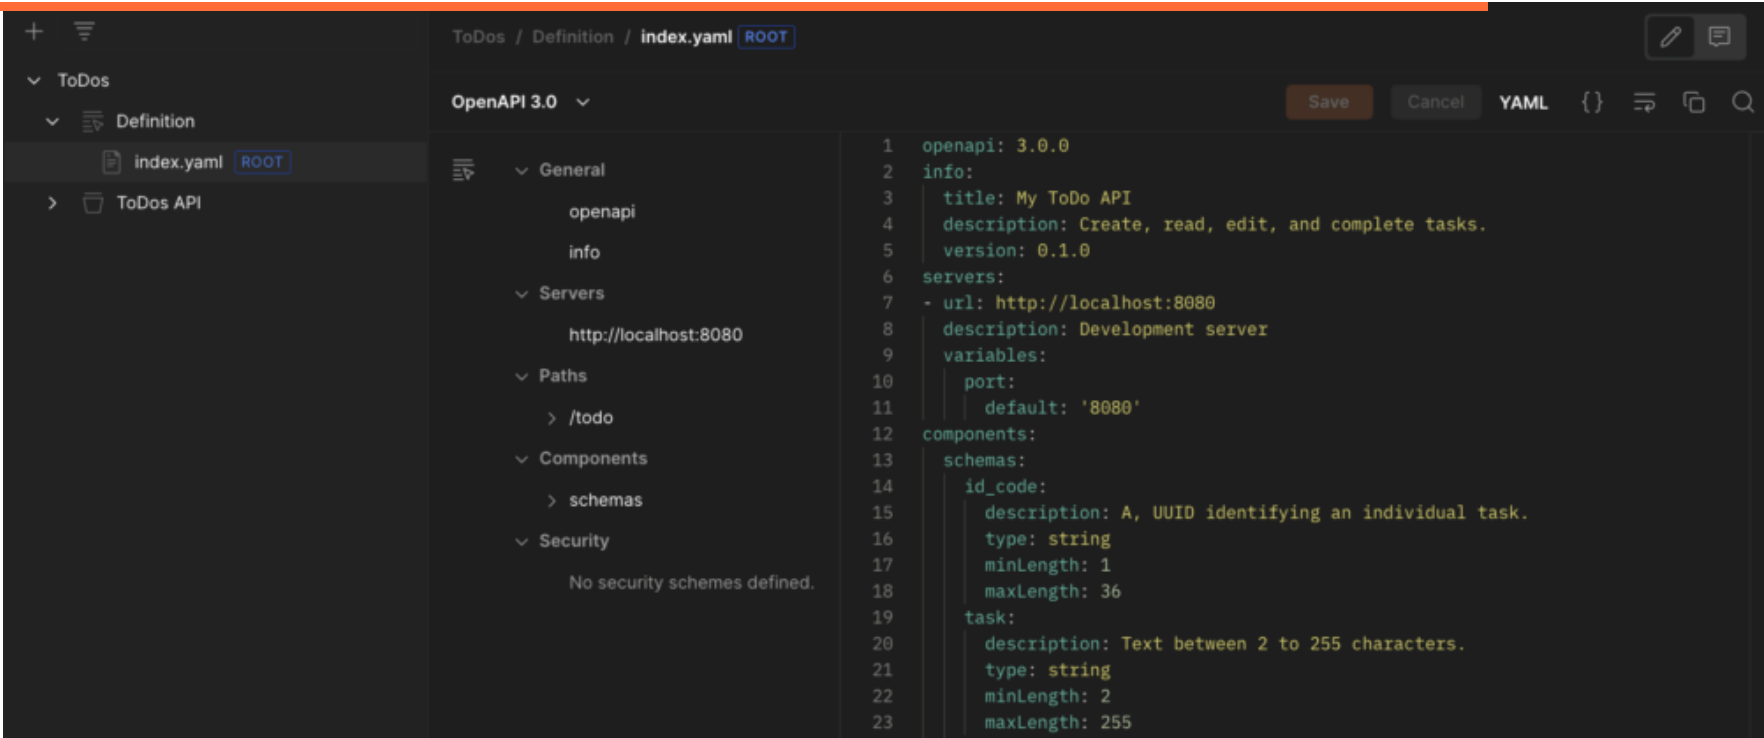 ToDos
Definition
index.yaml ROOT
ToDos API
ToDos / Definition / index.yaml ROOT
OpenAPI 3.0
Save Cancel YAML {}
General
openapi
info
Servers
http://localhost:8080
Paths
/todo
Components
schemas
Security
No security schemes defined.
1 openapi: 3.0.0
2 info:
3 title: My ToDo API
4 description: Create, read, edit, and complete tasks.
5 version: 0.1.0
6 servers:
7 - url: http://localhost:8080
8 description: Development server
9 variables:
10 port:
11 default: '8080'
12 components:
13 schemas:
14 id_code:
15 description: A, UUID identifying an individual task.
16 type: string
17 minLength: 1
18 maxLength: 36
19 task:
20 description: Text between 2 to 255 characters.
21 type: string
22 minLength: 2
23 maxLength: 255